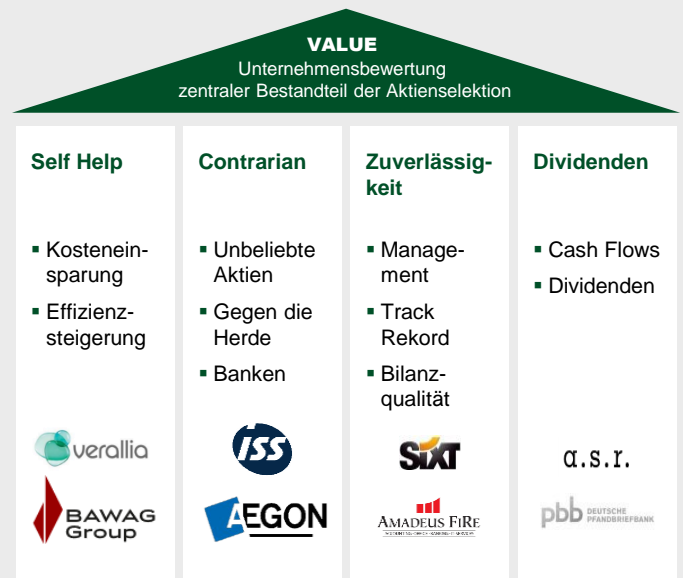 VALUE
Unternehmensbewertung
zentraler Bestandteil der Aktienselektion
Self Help
Kostenein-
sparung
Effizienz-
steigerung
verallia
BAWAG
Group
Contrarian
Unbeliebte
Aktien
Gegen die
Herde
Banken
ISS
AEGON
Zuverlässig-
keit
Manage-
ment
Track
Rekord
Bilanz-
qualität
SIXT
AMADEUS FIRE
Dividenden
Cash Flows
Dividenden
a.s.r.
pbb DEUTSCHE
PFANDBRIEFBANK